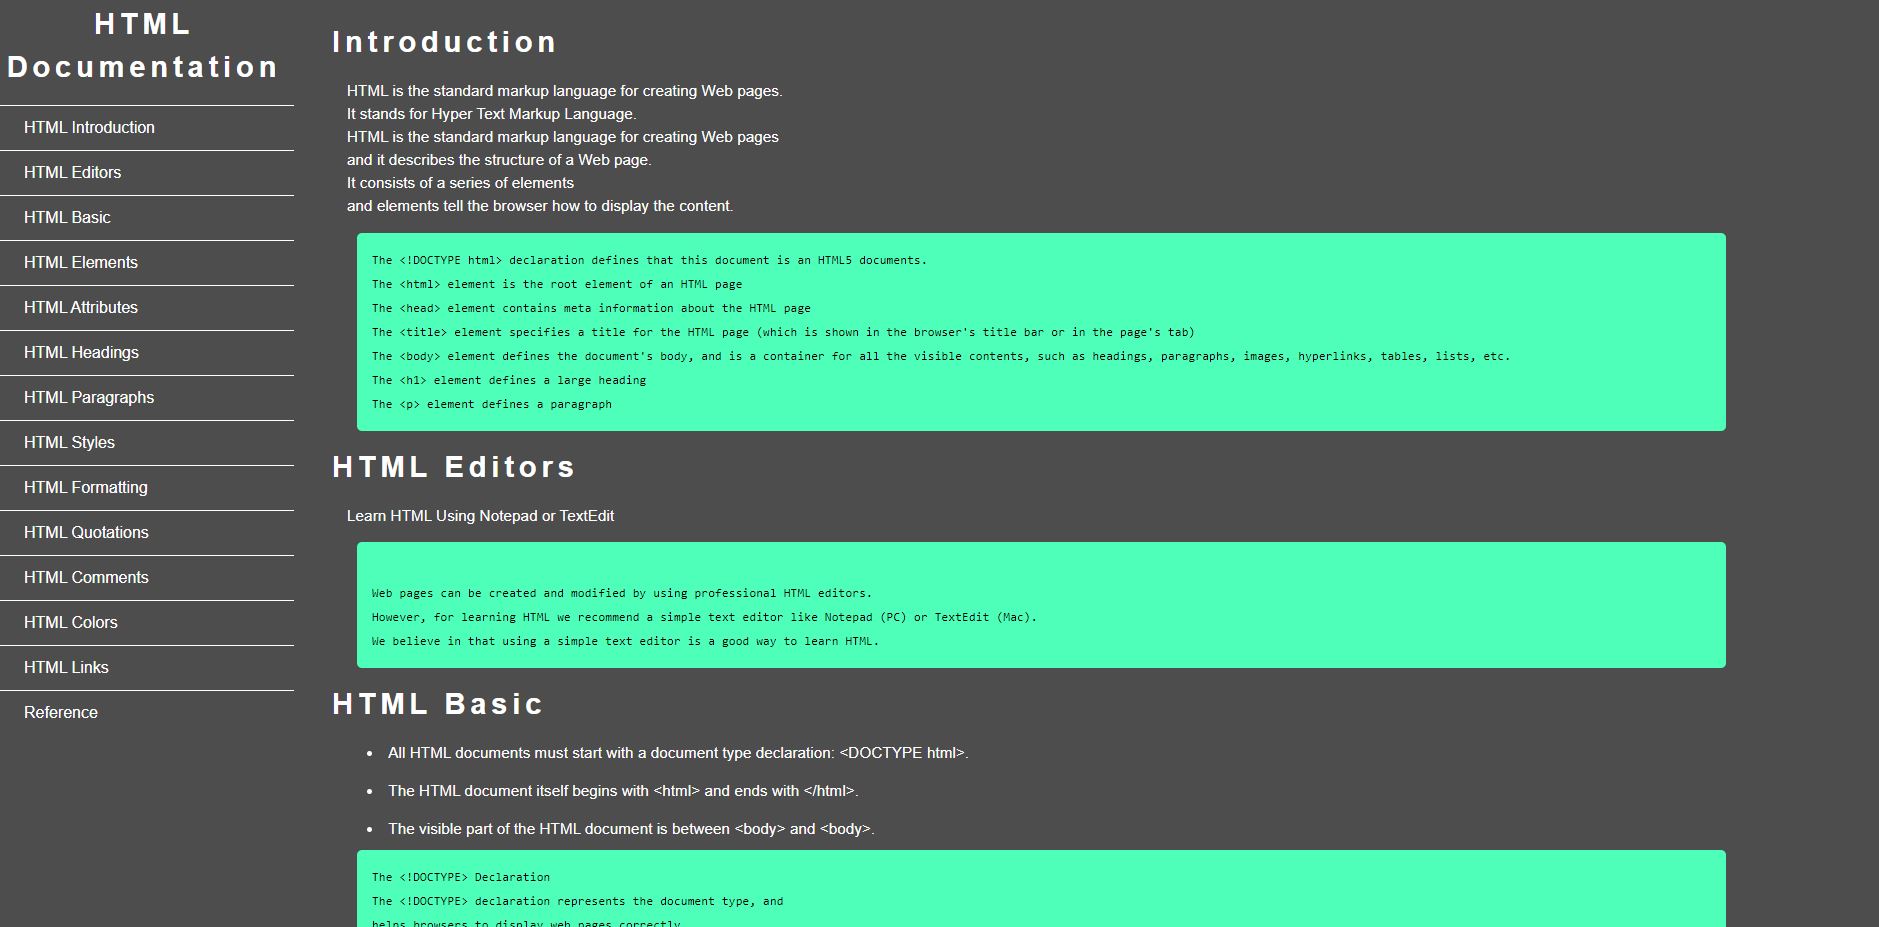 HTML
Documentation
HTML Introduction
HTML Editors
HTML Basic
HTML Elements
HTML Attributes
HTML Headings
HTML Paragraphs
HTML Styles
HTML Formatting
HTML Quotations
HTML Comments
HTML Colors
HTML Links
Reference
Introduction
HTML is the standard markup language for creating Web pages.
It stands for Hyper Text Markup Language.
HTML is the standard markup language for creating Web pages
and it describes the structure of a Web page.
It consists of a series of elements
and elements tell the browser how to display the content.
The <!DOCTYPE html> declaration defines that this document is an HTML5 documents.
The <html> element is the root element of an HTML page
The <head> element contains meta information about the HTML page
The <title> element specifies a title for the HTML page (which is shown in the browser's title bar or in the page's tab)
The <body> element defines the document's body, and is a container for all the visible contents, such as headings, paragraphs, images, hyperlinks, tables, lists, etc.
The <h1> element defines a large heading
The <p> element defines a paragraph
HTML Editors
Learn HTML Using Notepad or TextEdit
Web pages can be created and modified by using professional HTML editors.
However, for learning HTML we recommend a simple text editor like Notepad (PC) or TextEdit (Mac).
We believe in that using a simple text editor is a good way to learn HTML.
HTML Basic
• All HTML documents must start with a document type declaration: <DOCTYPE html>.
• The HTML document itself begins with <html> and ends with </html>.
• The visible part of the HTML document is between <body> and <body>.
The <!DOCTYPE> Declaration
The <!DOCTYPE> declaration represents the document type, and
helps browsers to display web pages correctly